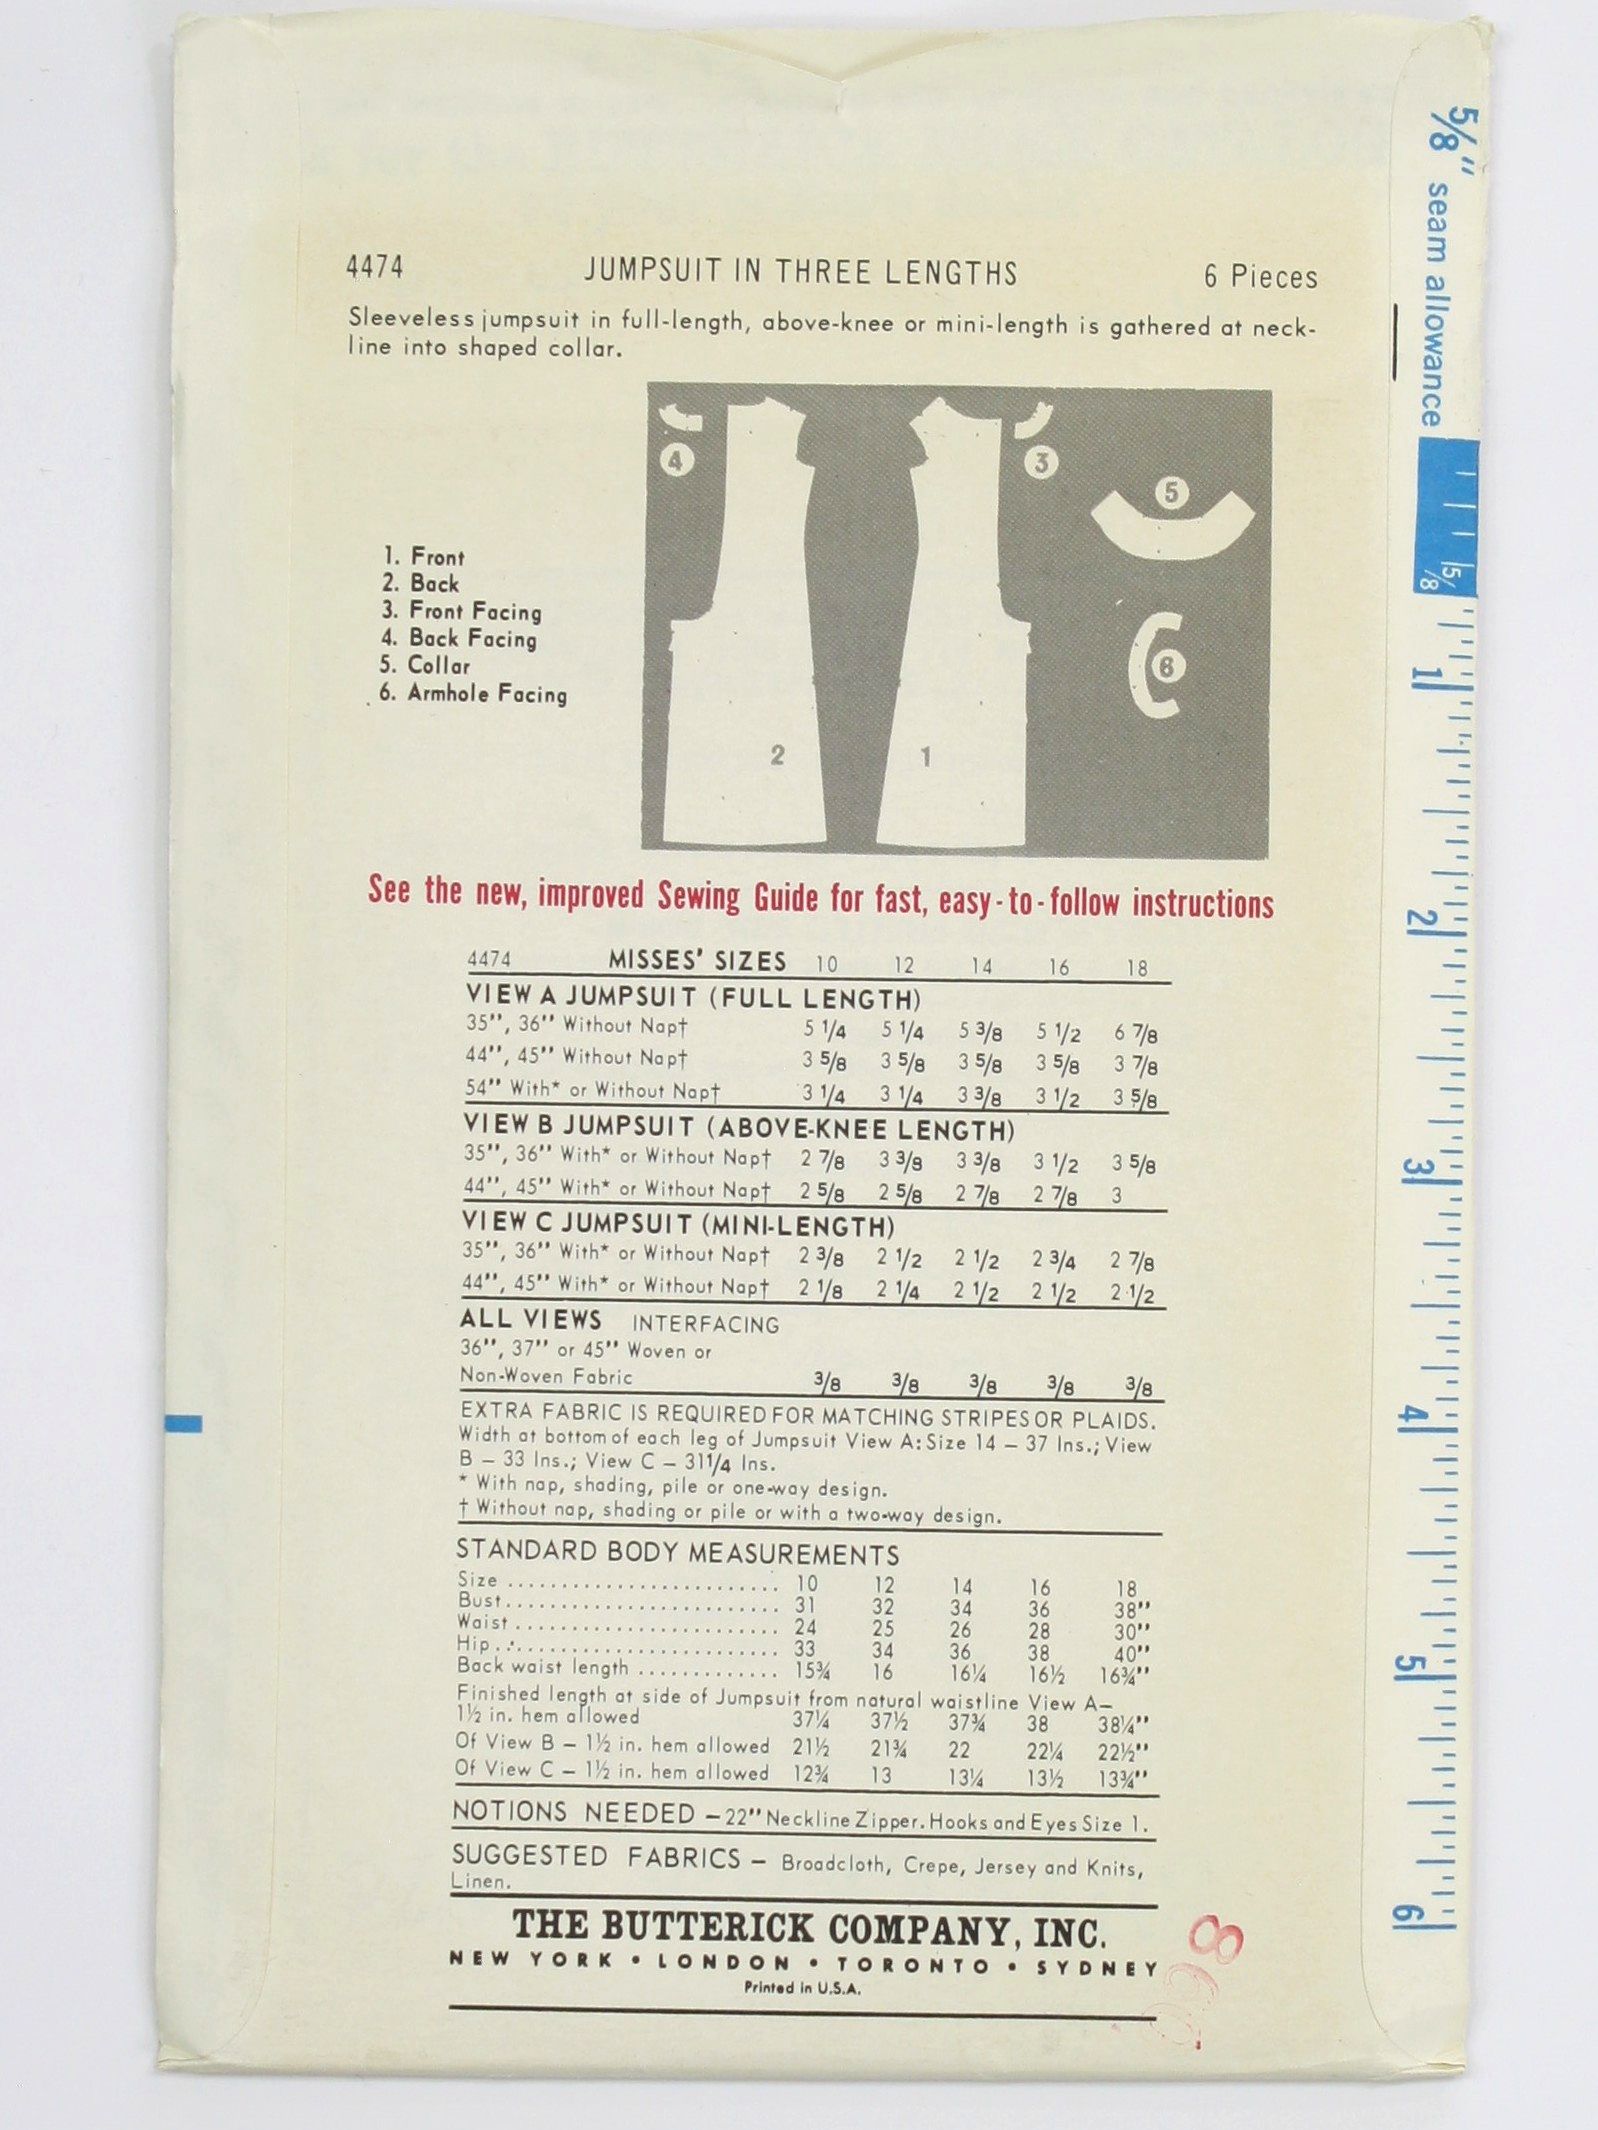 4474 JUMPSUIT IN THREE LENGTHS 6 Pieces
Sleeveless jumpsuit in full-length, above-knee or mini-length is gathered at neck-
line into shaped collar.
4 3 5 6 2 1
1. Front
2. Back
3. Front Facing
4. Back Facing
5. Collar
6. Armhole Facing
See the new, improved Sewing Guide for fast, easy-to-follow instructions
4474 MISSES' SIZES 10 12 14 16 18
VIEW A JUMPSUIT (FULL LENGTH)
35", 36" Without Nap† 5 1/4 5 1/4 5 3/8 5 1/2 6 7/8
44", 45" Without Nap† 3 5/8 3 5/8 3 5/8 3 5/8 3 7/8
54" With* or Without Nap† 3 1/4 3 1/4 3 3/8 3 1/2 3 5/8
VIEW B JUMPSUIT (ABOVE-KNEE LENGTH)
35", 36" With* or Without Nap† 2 7/8 3 3/8 3 3/8 3 1/2 3 5/8
44", 45" With* or Without Nap† 2 5/8 2 5/8 2 7/8 2 7/8 3
VIEW C JUMPSUIT (MINI-LENGTH)
35", 36" With* or Without Nap† 2 3/8 2 1/2 2 1/2 2 3/4 2 7/8
44", 45" With* or Without Nap† 2 1/8 2 1/4 2 1/2 2 1/2 2 1/2
ALL VIEWS INTERFACING
36", 37" or 45" Woven or
Non-Woven Fabric 3/8 3/8 3/8 3/8 3/8
EXTRA FABRIC IS REQUIRED FOR MATCHING STRIPES OR PLAIDS.
Width at bottom of each leg of Jumpsuit View A: Size 14 – 37 Ins.; View
B – 33 Ins.; View C – 31 1/4 Ins.
* With nap, shading, pile or one-way design.
† Without nap, shading or pile or with a two-way design.
STANDARD BODY MEASUREMENTS
Size .......................... 10 12 14 16 18
Bust .......................... 31 32 34 36 38"
Waist ......................... 24 25 26 28 30"
Hip ........................... 33 34 36 38 40"
Back waist length ............. 15¾ 16 16¼ 16½ 16¾"
Finished length at side of Jumpsuit from natural waistline View A–
1½ in. hem allowed 37¼ 37½ 37¾ 38 38¼"
Of View B – 1½ in. hem allowed 21½ 21¾ 22 22¼ 22½"
Of View C – 1½ in. hem allowed 12¾ 13 13¼ 13½ 13¾"
NOTIONS NEEDED – 22" Neckline Zipper. Hooks and Eyes Size 1.
SUGGESTED FABRICS – Broadcloth, Crepe, Jersey and Knits,
Linen.
THE BUTTERICK COMPANY, INC.
NEW YORK • LONDON • TORONTO • SYDNEY
Printed in U.S.A.
5/8" seam allowance
5/8 1 2 3 4 5 6